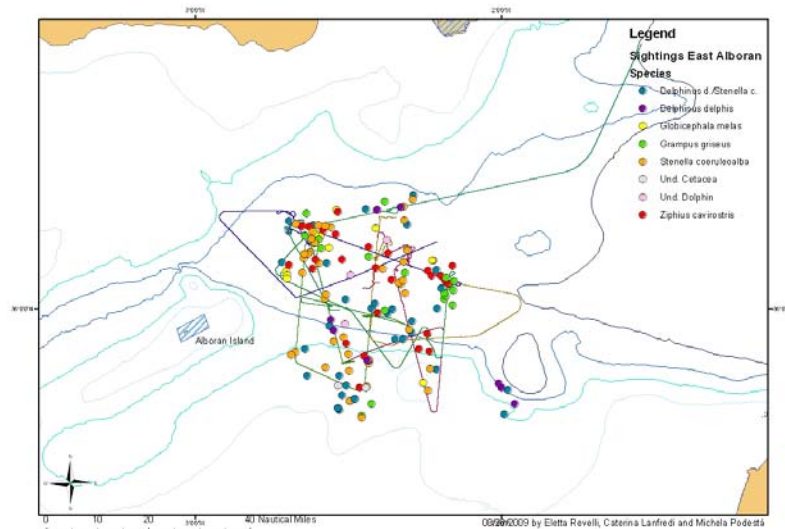 Legend
Sightings East Alboran
Species
Delphinus d./Stenella c.
Delphinus delphis
Globicephala melas
Grampus griseus
Stenella coeruleoalba
Und. Cetacea
Und. Dolphin
Ziphius cavirostris
Alboran Island
0 10 20 40 Nautical Miles
by Eletta Revelli, Caterina Lanfredi and Michela Podestà